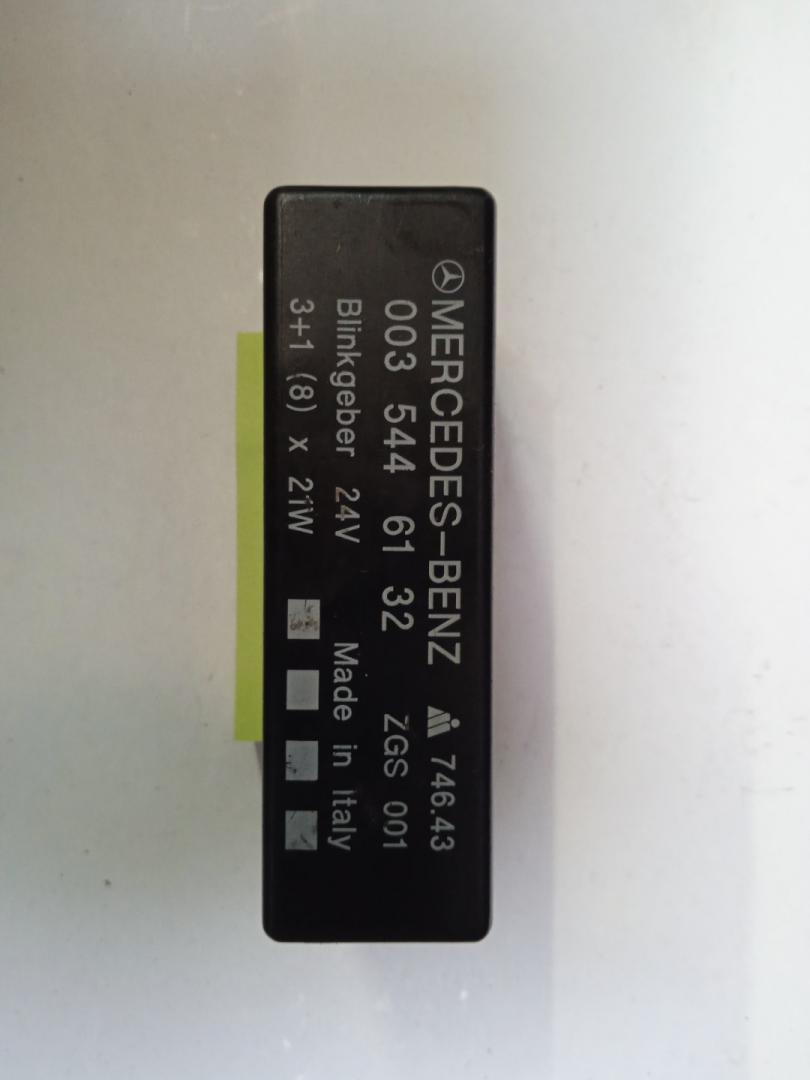 MERCEDES-BENZ 746.43
003 544 61 32 ZGS 001
Blinkgeber 24V Made in Italy
3+1 (8) x 21W